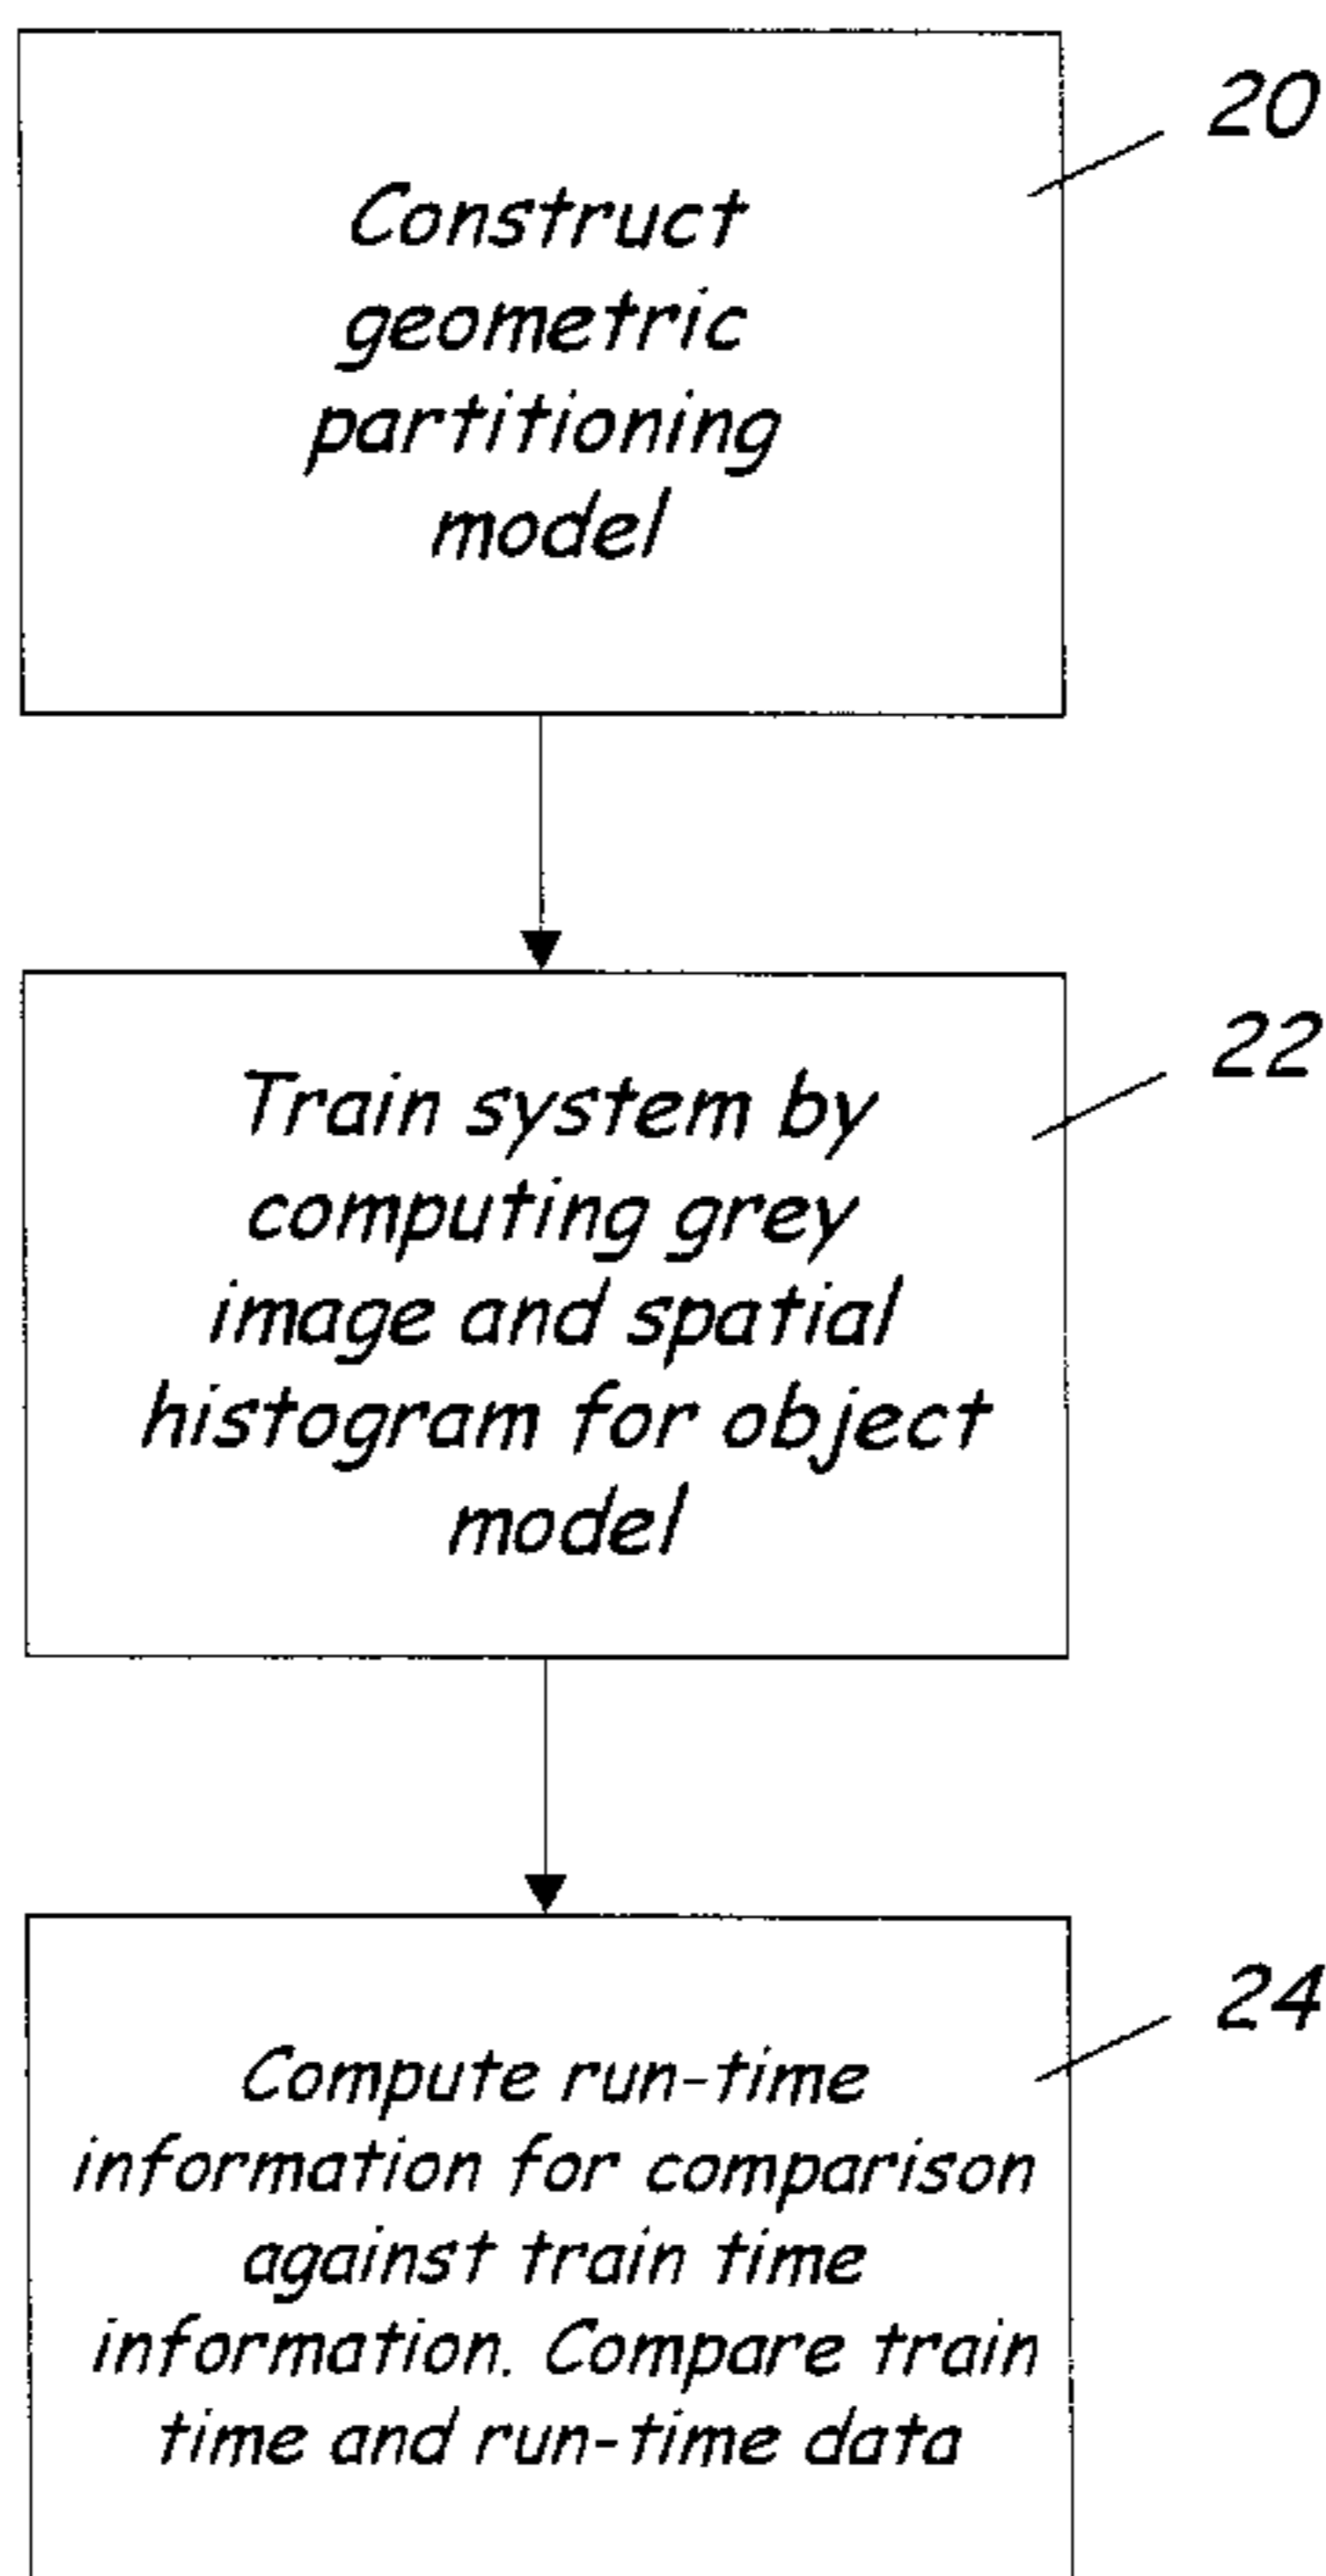 20
Construct
geometric
partitioning
model
22
Train system by
computing grey
image and spatial
histogram for object
model
24
Compute run-time
information for comparison
against train time
information. Compare train
time and run-time data